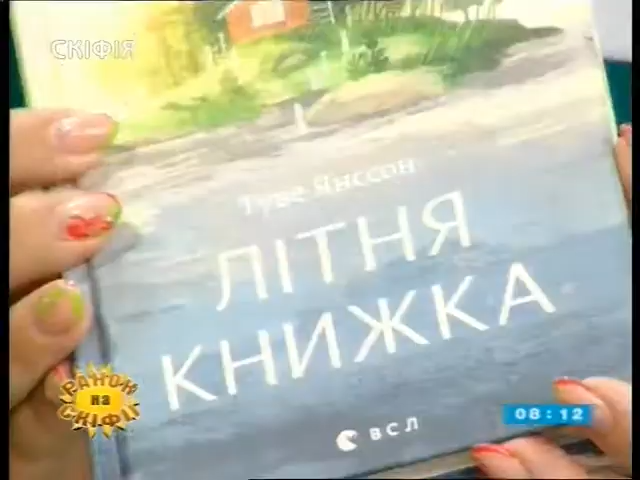 СКІФІЯ
Туве Янссон
ЛІТНЯ
КНИЖКА
РАНОК
на
СКІФІЇ
08:12
ВСЛ